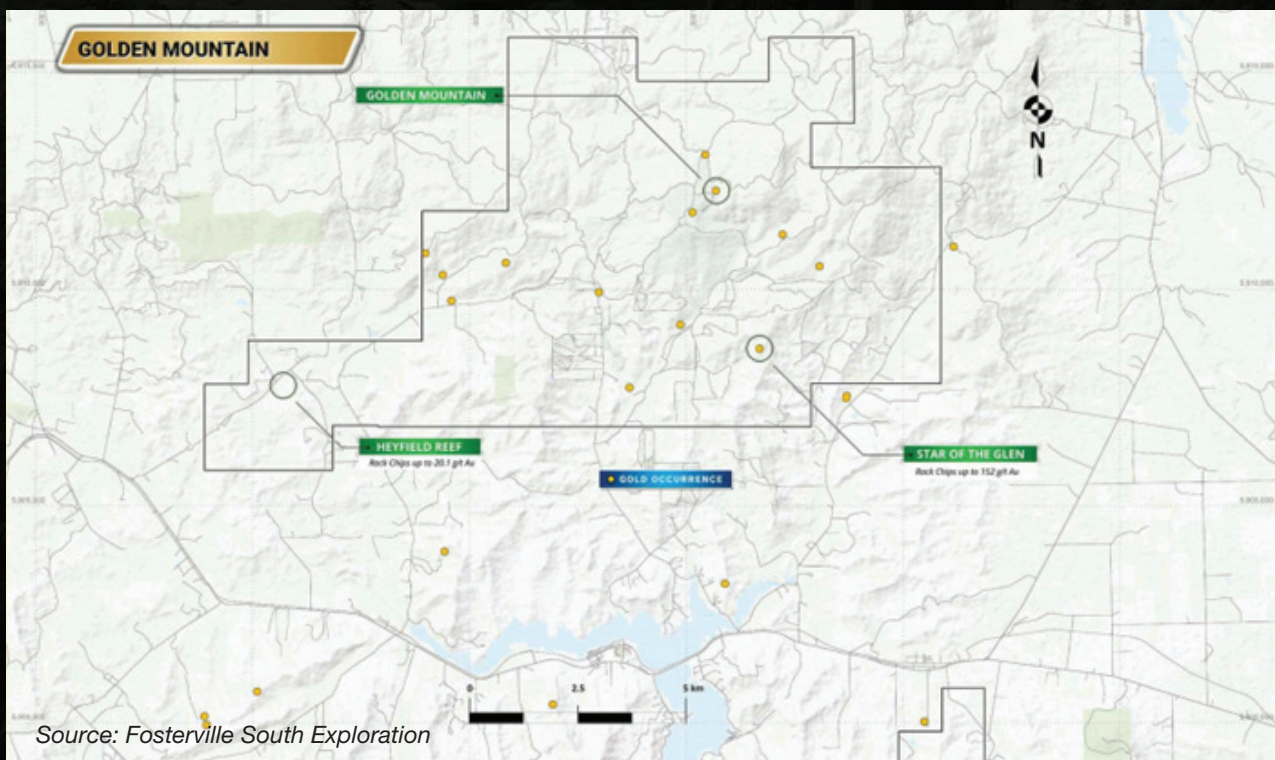 GOLDEN MOUNTAIN
GOLDEN MOUNTAIN
N
HEYFIELD REEF
Rock Chips up to 20.1 g/t Au
STAR OF THE GLEN
Rock Chips up to 152 g/t Au
GOLD OCCURRENCE
0 2.5 5 km
Source: Fosterville South Exploration